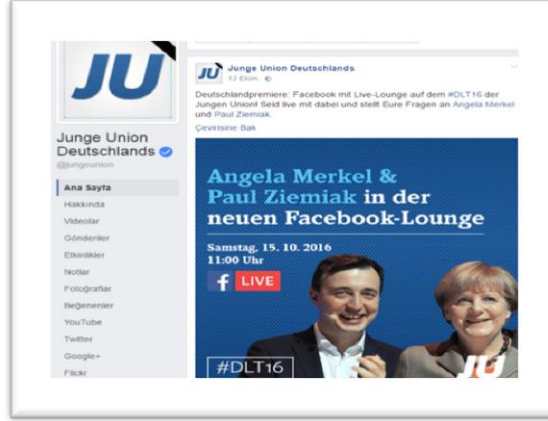 JU
Junge Union
Deutschlands
@jungeunion
Ana Sayfa
Hakkında
Videolar
Gönderiler
Etkinlikler
Notlar
Fotoğraflar
Beğenenler
YouTube
Twitter
Google+
Flickr
JU
Junge Union Deutschlands
12 Ekim
Deutschlandpremiere: Facebook mit Live-Lounge auf dem #DLT16 der
Jungen Union! Seid live mit dabei und stellt Eure Fragen an Angela Merkel
und Paul Ziemiak.
Çevirisine Bak
Angela Merkel &
Paul Ziemiak in der
neuen Facebook-Lounge
Samstag, 15. 10. 2016
11:00 Uhr
f LIVE
#DLT16
JU